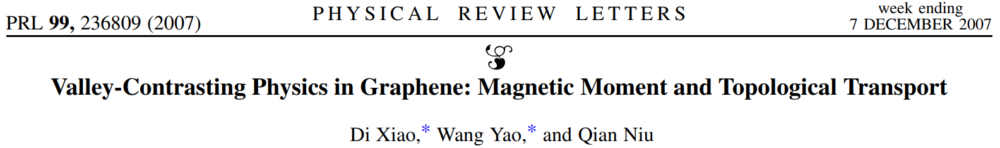 PRL 99, 236809 (2007)
PHYSICAL REVIEW LETTERS
week ending
7 DECEMBER 2007
Valley-Contrasting Physics in Graphene: Magnetic Moment and Topological Transport
Di Xiao,* Wang Yao,* and Qian Niu